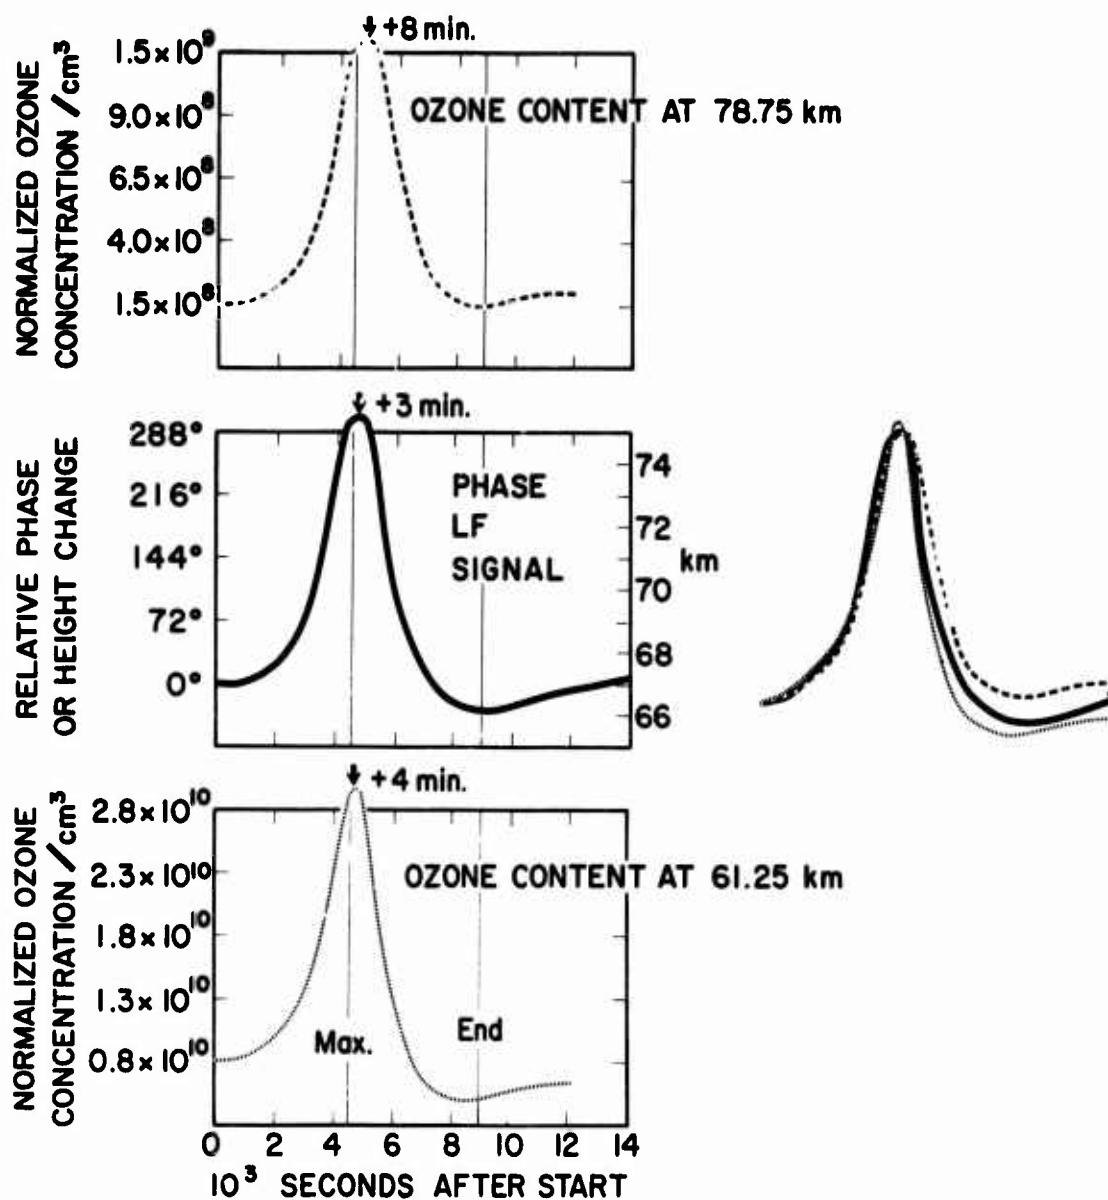 +8 min.
NORMALIZED OZONE
CONCENTRATION /cm³
1.5×10⁹
9.0×10⁸
6.5×10⁸
4.0×10⁸
1.5×10⁸
OZONE CONTENT AT 78.75 km
+3 min.
RELATIVE PHASE
OR HEIGHT CHANGE
288°
216°
144°
72°
0°
PHASE
LF
SIGNAL
74
72
70
68
66
km
+4 min.
NORMALIZED OZONE
CONCENTRATION /cm³
2.8×10¹⁰
2.3×10¹⁰
1.8×10¹⁰
1.3×10¹⁰
0.8×10¹⁰
OZONE CONTENT AT 61.25 km
Max.
End
0 2 4 6 8 10 12 14
10³ SECONDS AFTER START